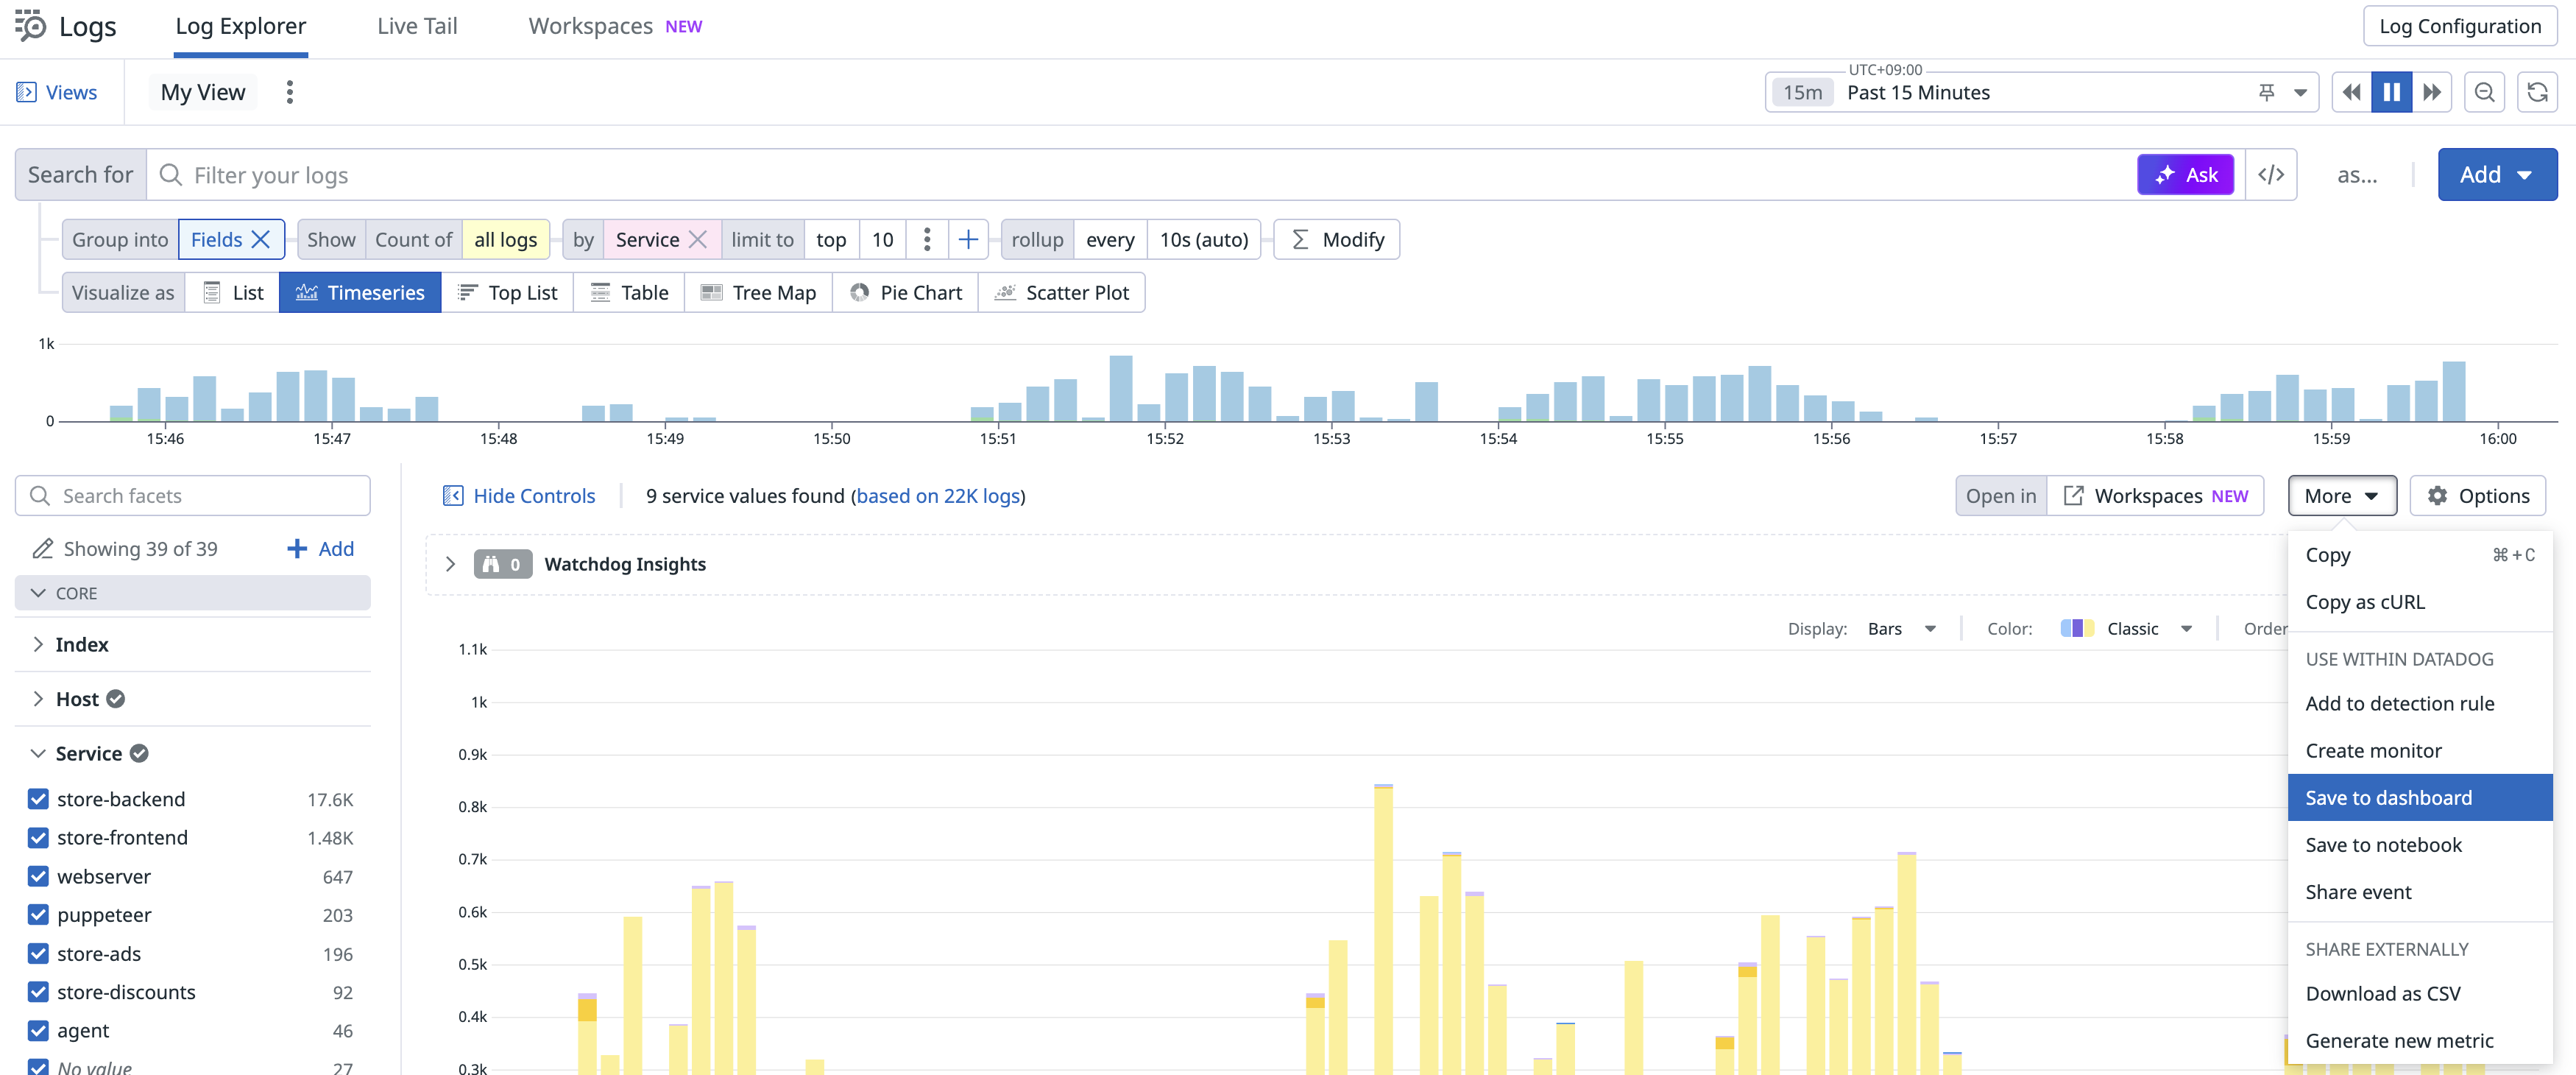 Logs Log Explorer Live Tail Workspaces NEW Log Configuration
Views My View UTC+09:00 15m Past 15 Minutes
Search for Filter your logs Ask </> as... Add
Group into Fields Show Count of all logs by Service limit to top 10 rollup every 10s (auto) Modify
Visualize as List Timeseries Top List Table Tree Map Pie Chart Scatter Plot
1k
0
15:46 15:47 15:48 15:49 15:50 15:51 15:52 15:53 15:54 15:55 15:56 15:57 15:58 15:59 16:00
Search facets
Showing 39 of 39 Add
CORE
Index
Host
Service
store-backend 17.6K
store-frontend 1.48K
webserver 647
puppeteer 203
store-ads 196
store-discounts 92
agent 46
No value 27
Hide Controls 9 service values found (based on 22K logs) Open in Workspaces NEW More Options
0 Watchdog Insights
Display: Bars Color: Classic Order
1.1k
1k
0.9k
0.8k
0.7k
0.6k
0.5k
0.4k
0.3k
Copy ⌘+C
Copy as cURL
USE WITHIN DATADOG
Add to detection rule
Create monitor
Save to dashboard
Save to notebook
Share event
SHARE EXTERNALLY
Download as CSV
Generate new metric